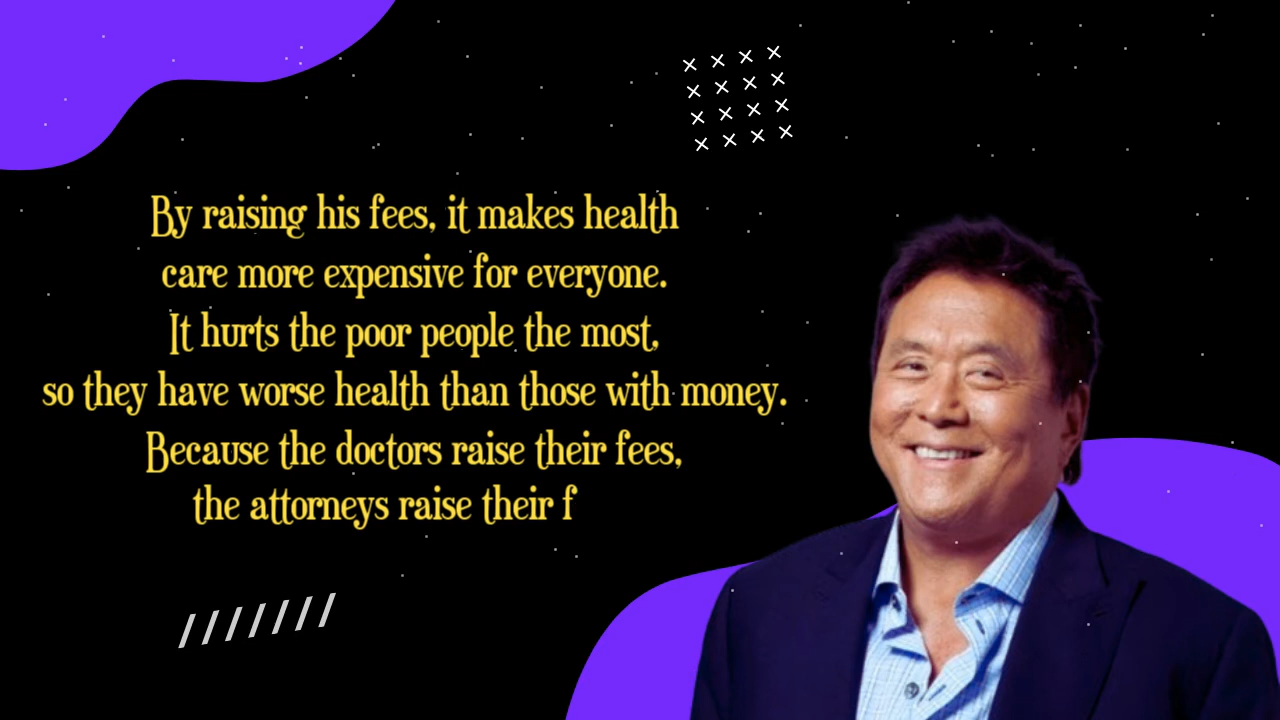 By raising his fees, it makes health
care more expensive for everyone.
It hurts the poor people the most,
so they have worse health than those with money.
Because the doctors raise their fees,
the attorneys raise their f